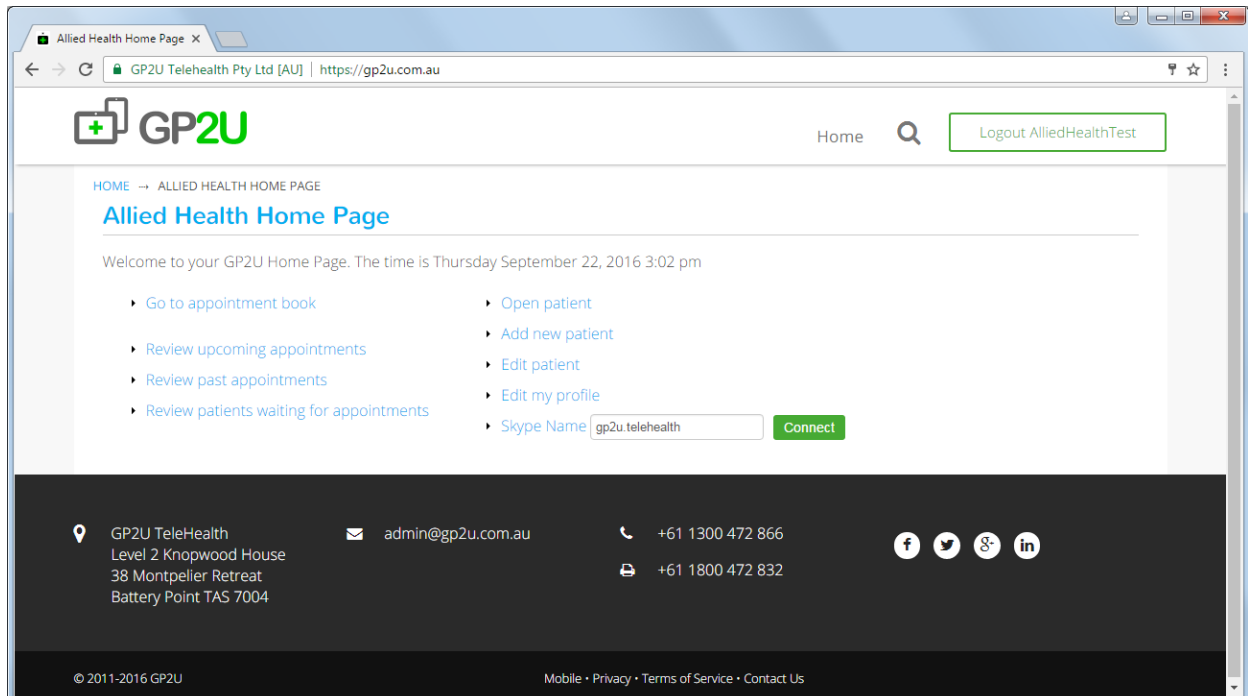 Allied Health Home Page
GP2U Telehealth Pty Ltd [AU] | https://gp2u.com.au
GP2U
Home
Logout AlliedHealthTest
HOME → ALLIED HEALTH HOME PAGE
Allied Health Home Page
Welcome to your GP2U Home Page. The time is Thursday September 22, 2016 3:02 pm
Go to appointment book
Review upcoming appointments
Review past appointments
Review patients waiting for appointments
Open patient
Add new patient
Edit patient
Edit my profile
Skype Name gp2u.telehealth Connect
GP2U TeleHealth
Level 2 Knopwood House
38 Montpelier Retreat
Battery Point TAS 7004
admin@gp2u.com.au
+61 1300 472 866
+61 1800 472 832
f
g+
in
© 2011-2016 GP2U
Mobile • Privacy • Terms of Service • Contact Us